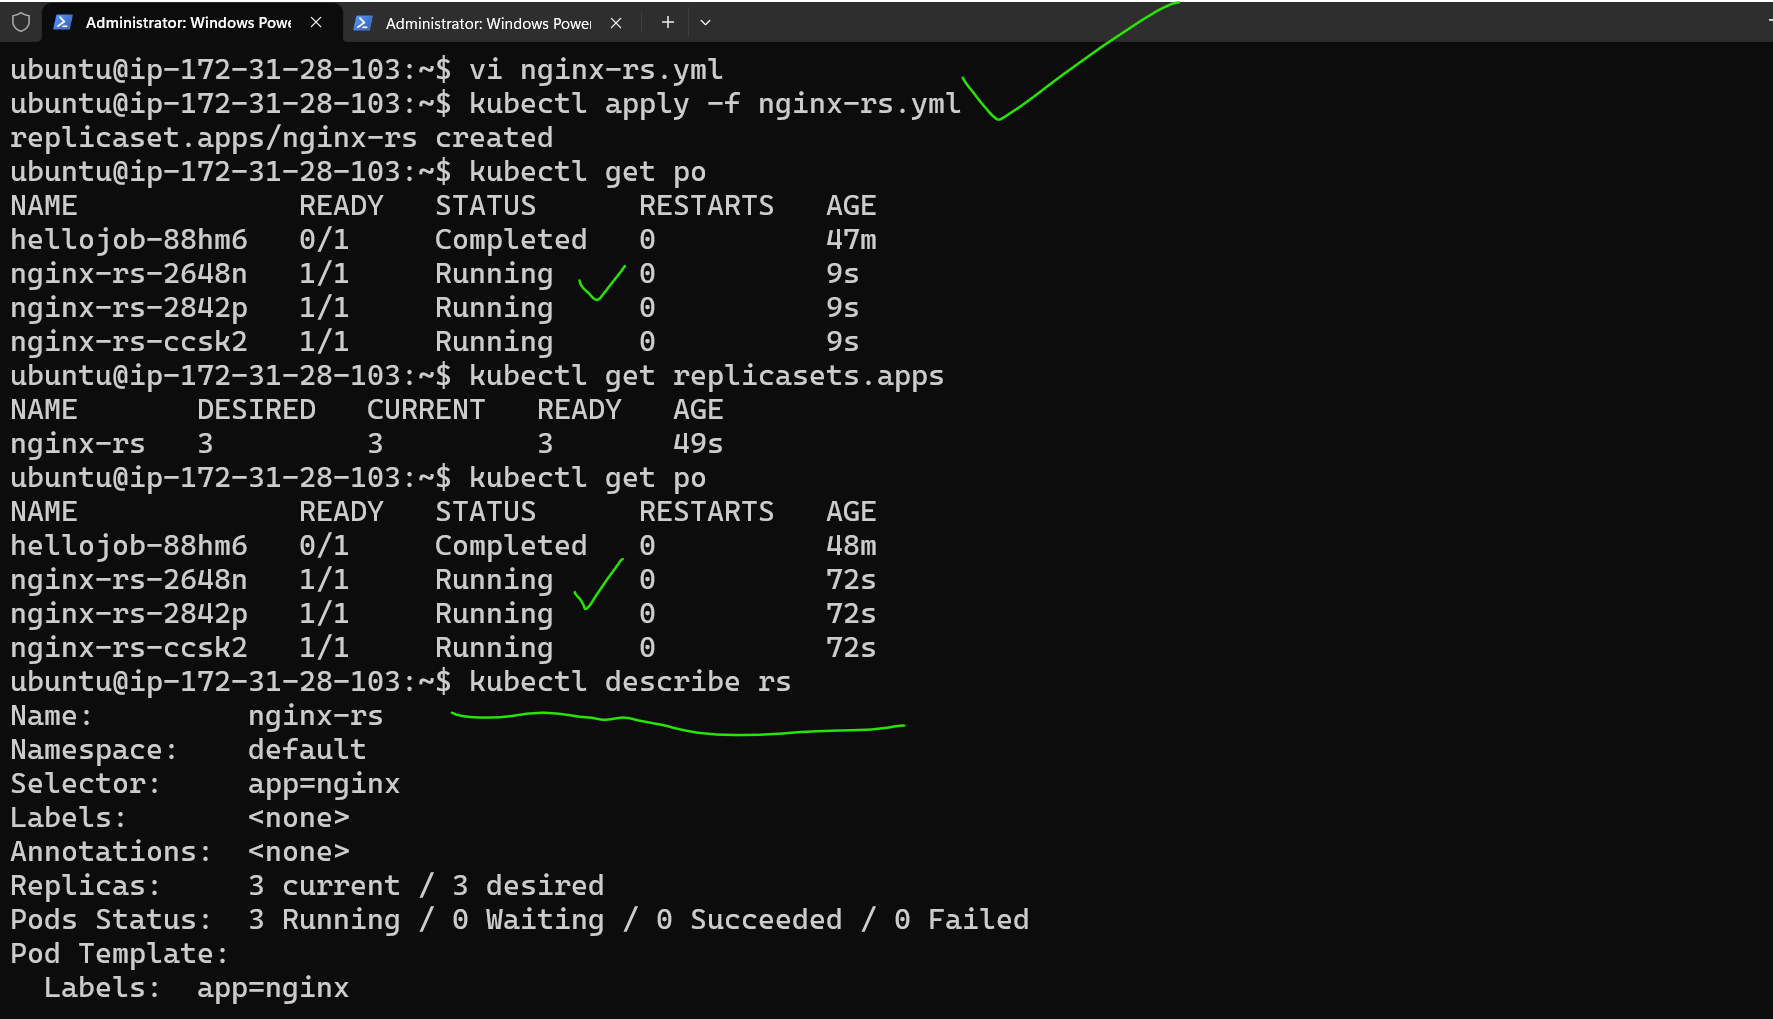 Administrator: Windows Powe
Administrator: Windows Power
ubuntu@ip-172-31-28-103:~$ vi nginx-rs.yml
ubuntu@ip-172-31-28-103:~$ kubectl apply -f nginx-rs.yml
replicaset.apps/nginx-rs created
ubuntu@ip-172-31-28-103:~$ kubectl get po
NAME READY STATUS RESTARTS AGE
hellojob-88hm6 0/1 Completed 0 47m
nginx-rs-2648n 1/1 Running 0 9s
nginx-rs-2842p 1/1 Running 0 9s
nginx-rs-ccsk2 1/1 Running 0 9s
ubuntu@ip-172-31-28-103:~$ kubectl get replicasets.apps
NAME DESIRED CURRENT READY AGE
nginx-rs 3 3 3 49s
ubuntu@ip-172-31-28-103:~$ kubectl get po
NAME READY STATUS RESTARTS AGE
hellojob-88hm6 0/1 Completed 0 48m
nginx-rs-2648n 1/1 Running 0 72s
nginx-rs-2842p 1/1 Running 0 72s
nginx-rs-ccsk2 1/1 Running 0 72s
ubuntu@ip-172-31-28-103:~$ kubectl describe rs
Name: nginx-rs
Namespace: default
Selector: app=nginx
Labels: <none>
Annotations: <none>
Replicas: 3 current / 3 desired
Pods Status: 3 Running / 0 Waiting / 0 Succeeded / 0 Failed
Pod Template:
Labels: app=nginx